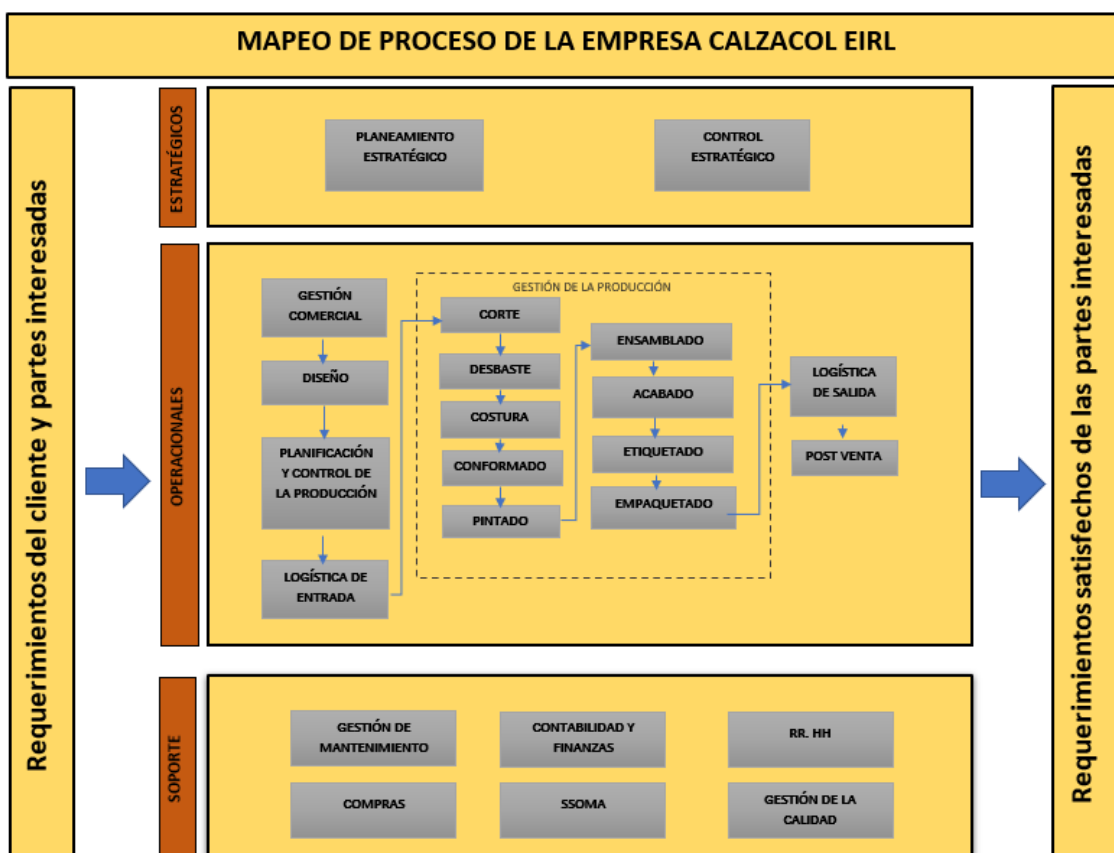 MAPEO DE PROCESO DE LA EMPRESA CALZACOL EIRL
Requerimientos del cliente y partes interesadas
ESTRATÉGICOS
PLANEAMIENTO
ESTRATÉGICO
CONTROL
ESTRATÉGICO
OPERACIONALES
GESTIÓN
COMERCIAL
DISEÑO
PLANIFICACIÓN
Y CONTROL DE
LA PRODUCCIÓN
LOGÍSTICA DE
ENTRADA
GESTIÓN DE LA PRODUCCIÓN
CORTE
DESBASTE
COSTURA
CONFORMADO
PINTADO
ENSAMBLADO
ACABADO
ETIQUETADO
EMPAQUETADO
LOGÍSTICA
DE SALIDA
POST VENTA
SOPORTE
GESTIÓN DE
MANTENIMIENTO
CONTABILIDAD Y
FINANZAS
RR. HH
COMPRAS
SSOMA
GESTIÓN DE LA
CALIDAD
Requerimientos satisfechos de las partes interesadas